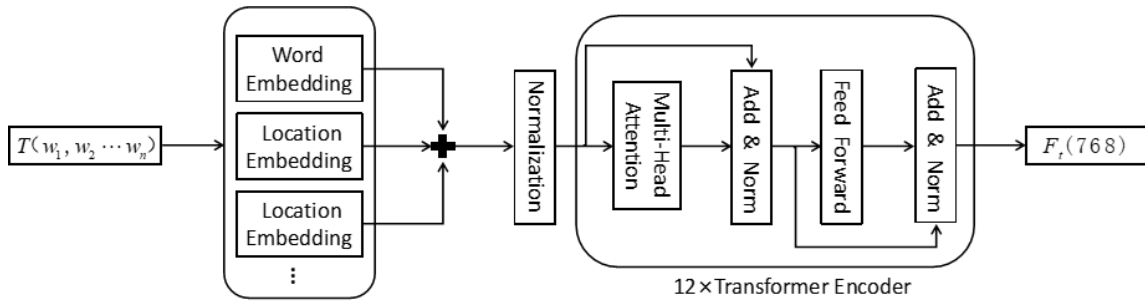 T(w₁, w₂ ⋯ wₙ)
Word
Embedding
Location
Embedding
Location
Embedding
⋮
Normalization
Multi-Head
Attention
Add & Norm
Feed Forward
Add & Norm
Fₜ(768)
12×Transformer Encoder